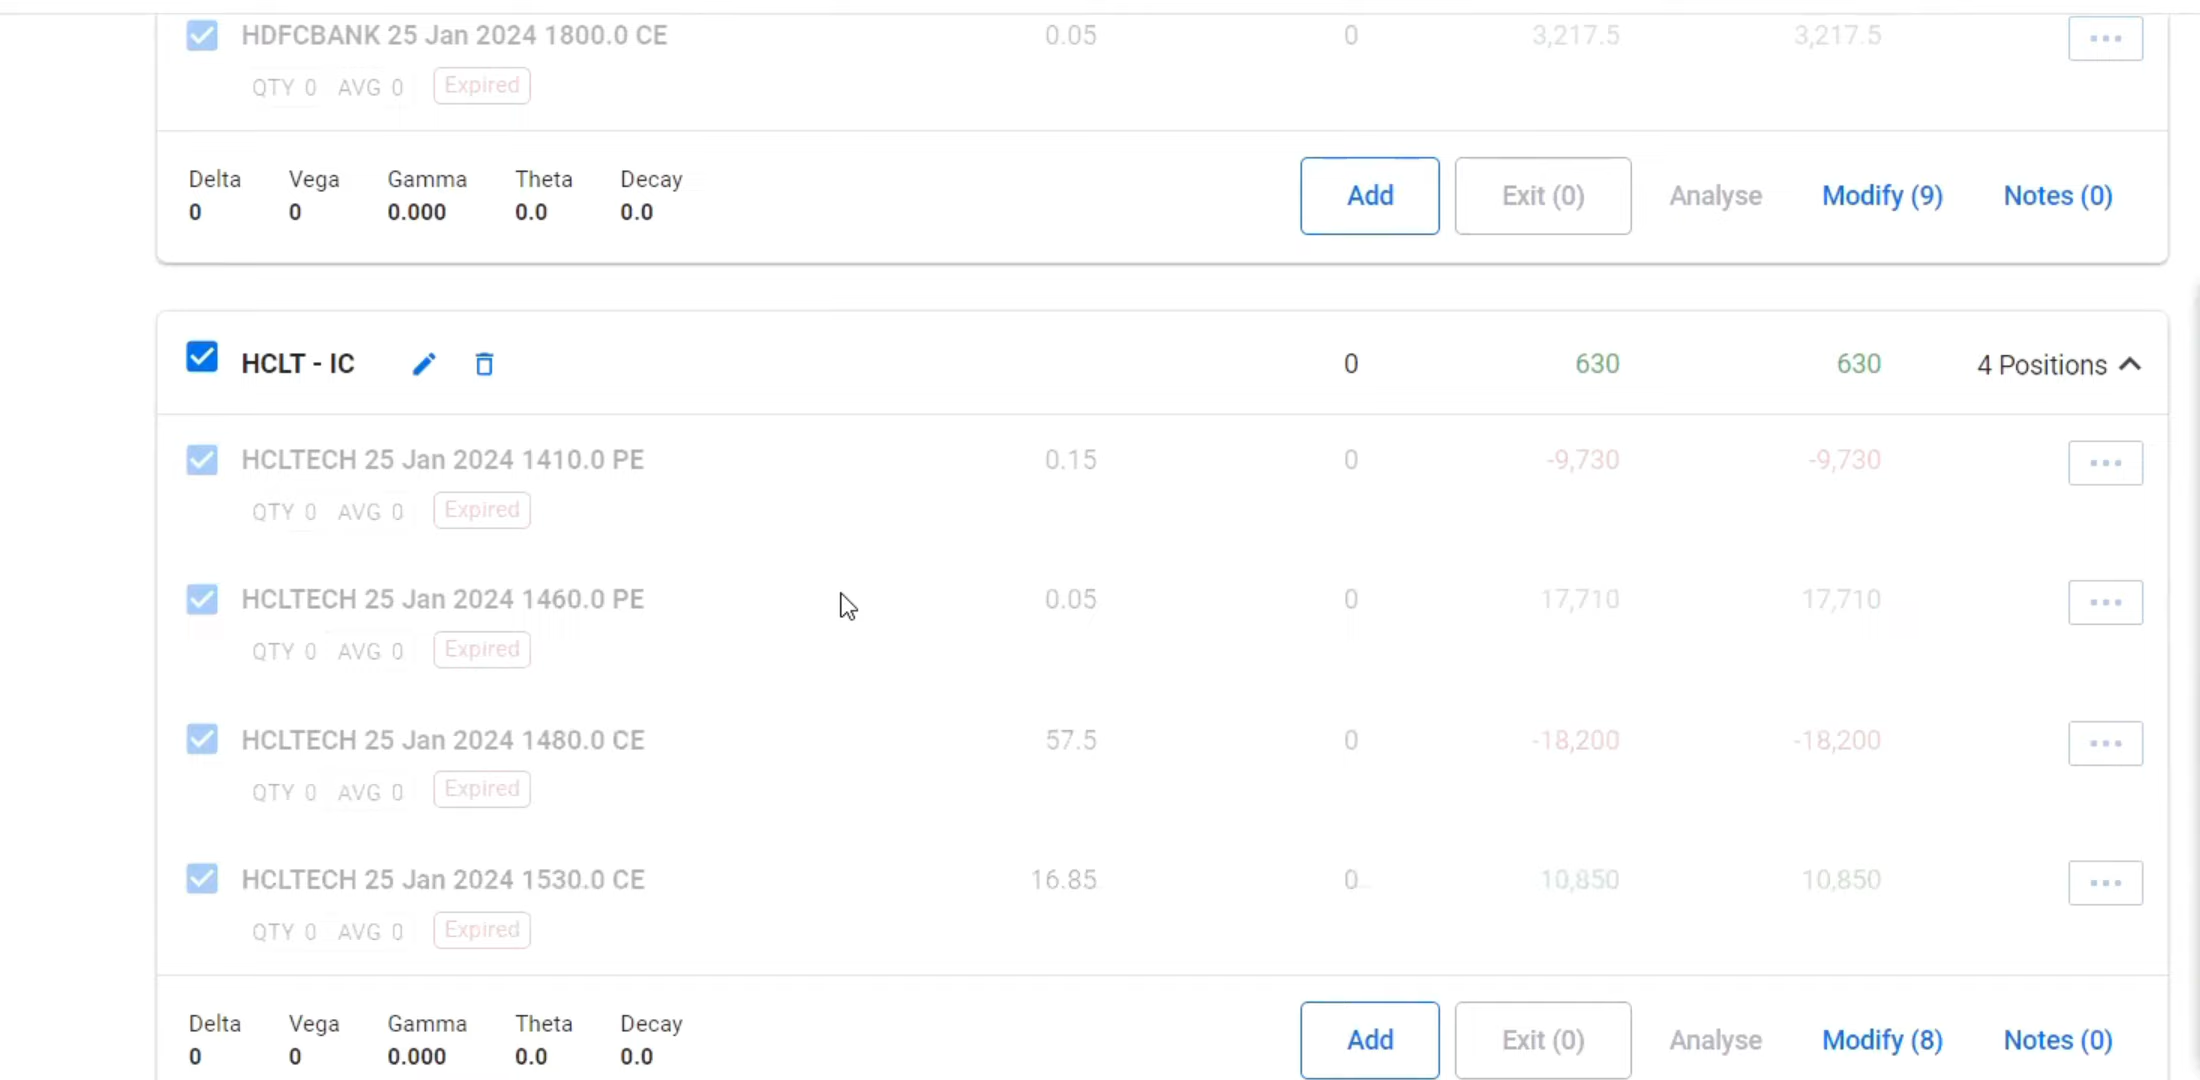 HDFCBANK 25 Jan 2024 1800.0 CE 0.05 0 3,217.5 3,217.5
QTY 0 AVG 0 Expired
Delta Vega Gamma Theta Decay
0 0 0.000 0.0 0.0
Add Exit (0) Analyse Modify (9) Notes (0)
HCLT - IC 0 630 630 4 Positions
HCLTECH 25 Jan 2024 1410.0 PE 0.15 0 -9,730 -9,730
QTY 0 AVG 0 Expired
HCLTECH 25 Jan 2024 1460.0 PE 0.05 0 17,710 17,710
QTY 0 AVG 0 Expired
HCLTECH 25 Jan 2024 1480.0 CE 57.5 0 -18,200 -18,200
QTY 0 AVG 0 Expired
HCLTECH 25 Jan 2024 1530.0 CE 16.85 0 10,850 10,850
QTY 0 AVG 0 Expired
Delta Vega Gamma Theta Decay
0 0 0.000 0.0 0.0
Add Exit (0) Analyse Modify (8) Notes (0)